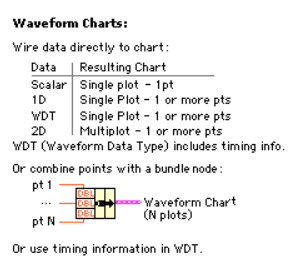 Waveform Charts:
Wire data directly to chart:
Data | Resulting Chart
Scalar | Single plot - 1pt
1D | Single Plot - 1 or more pts
WDT | Single Plot - 1 or more pts
2D | Multiplot - 1 or more pts
WDT (Waveform Data Type) includes timing info.
Or combine points with a bundle node:
pt 1
DBL
... DBL Waveform Chart
pt N DBL (N plots)
Or use timing information in WDT.